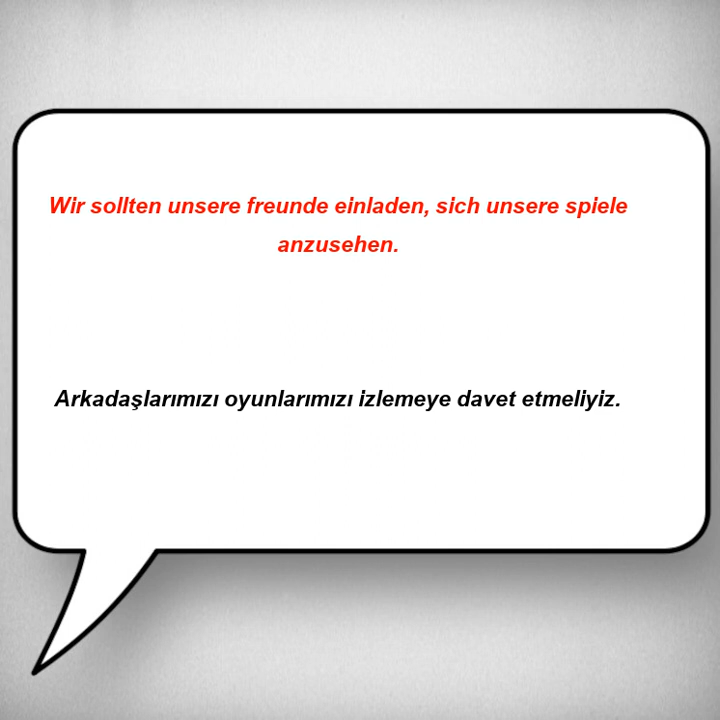 Wir sollten unsere freunde einladen, sich unsere spiele
anzusehen.
Arkadaşlarımızı oyunlarımızı izlemeye davet etmeliyiz.